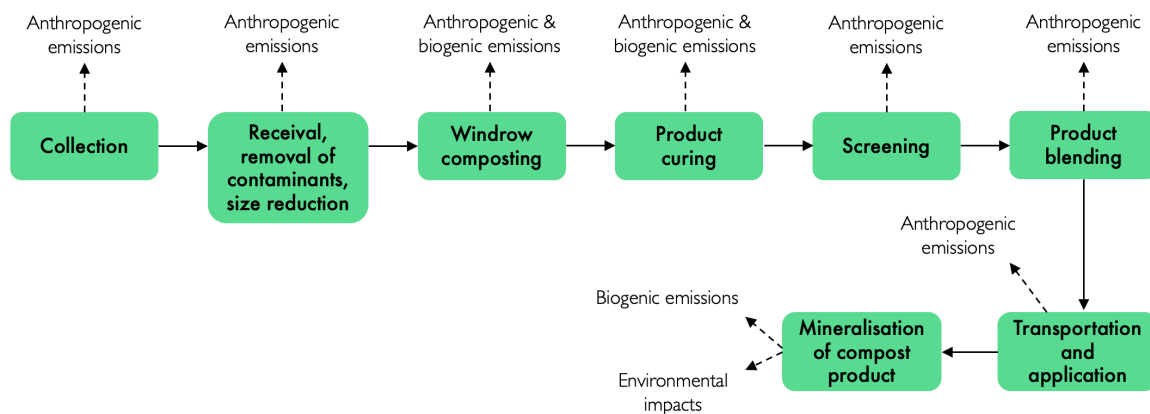 Anthropogenic
emissions
Anthropogenic
emissions
Anthropogenic &
biogenic emissions
Anthropogenic &
biogenic emissions
Anthropogenic
emissions
Anthropogenic
emissions
Collection
Receival,
removal of
contaminants,
size reduction
Windrow
composting
Product
curing
Screening
Product
blending
Anthropogenic
emissions
Biogenic emissions
Environmental
impacts
Mineralisation
of compost
product
Transportation
and
application